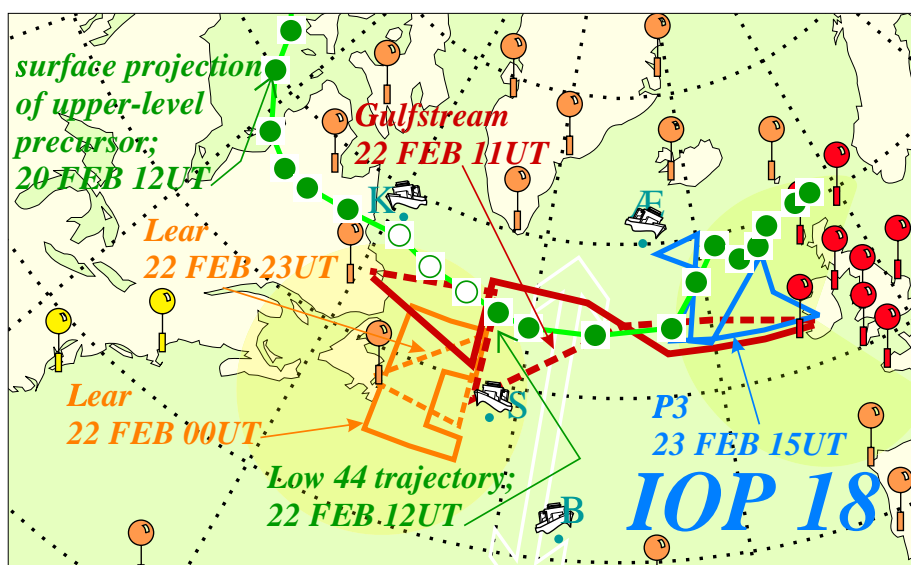 surface projection
of upper-level
precursor;
20 FEB 12UT
Gulfstream
22 FEB 11UT
K
Æ
Lear
22 FEB 23UT
Lear
22 FEB 00UT
S
P3
23 FEB 15UT
Low 44 trajectory;
22 FEB 12UT
B
IOP 18